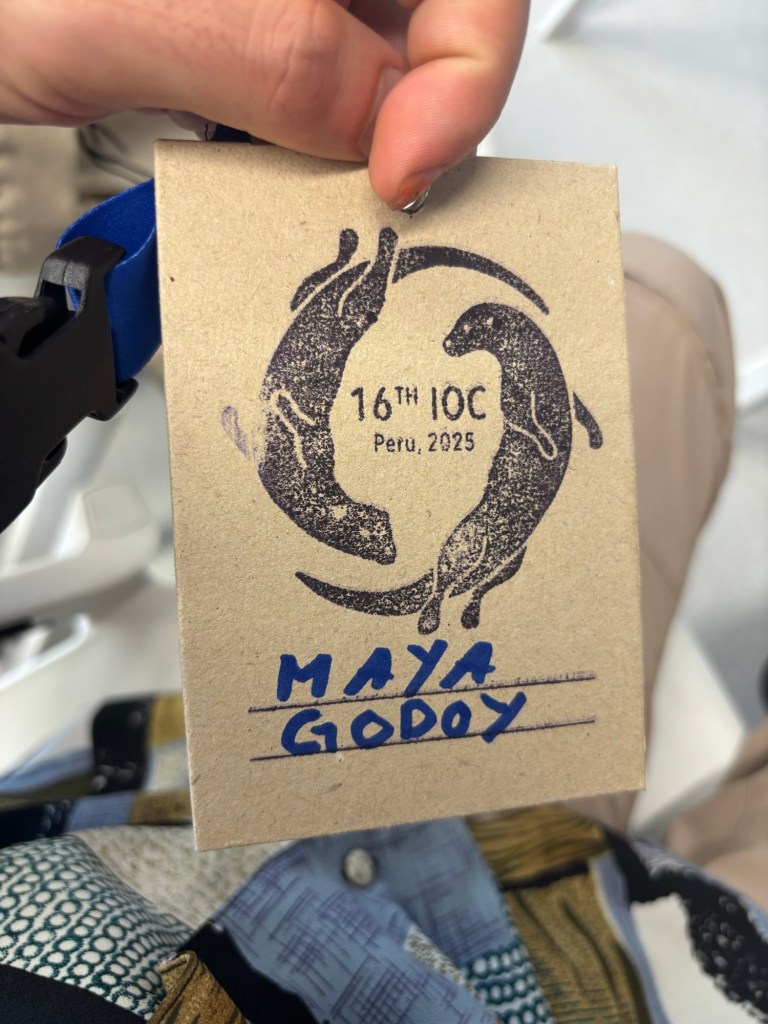 16TH IOC
Peru, 2025
MAYA
GODOY